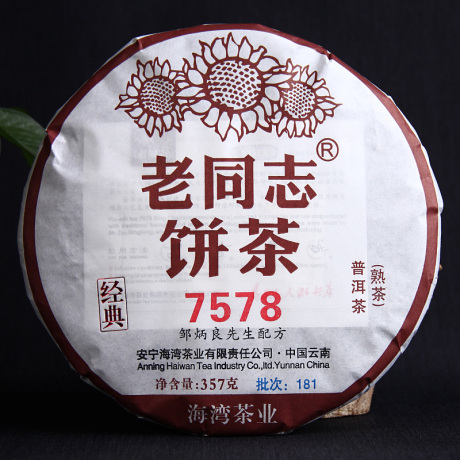 老同志®
饼茶
经典
7578
普洱茶
(熟茶)
邹炳良先生配方
安宁海湾茶业有限责任公司·中国云南
Anning Haiwan Tea Industry Co.,ltd.Yunnan China
净含量:357克
批次: 181
海湾茶业